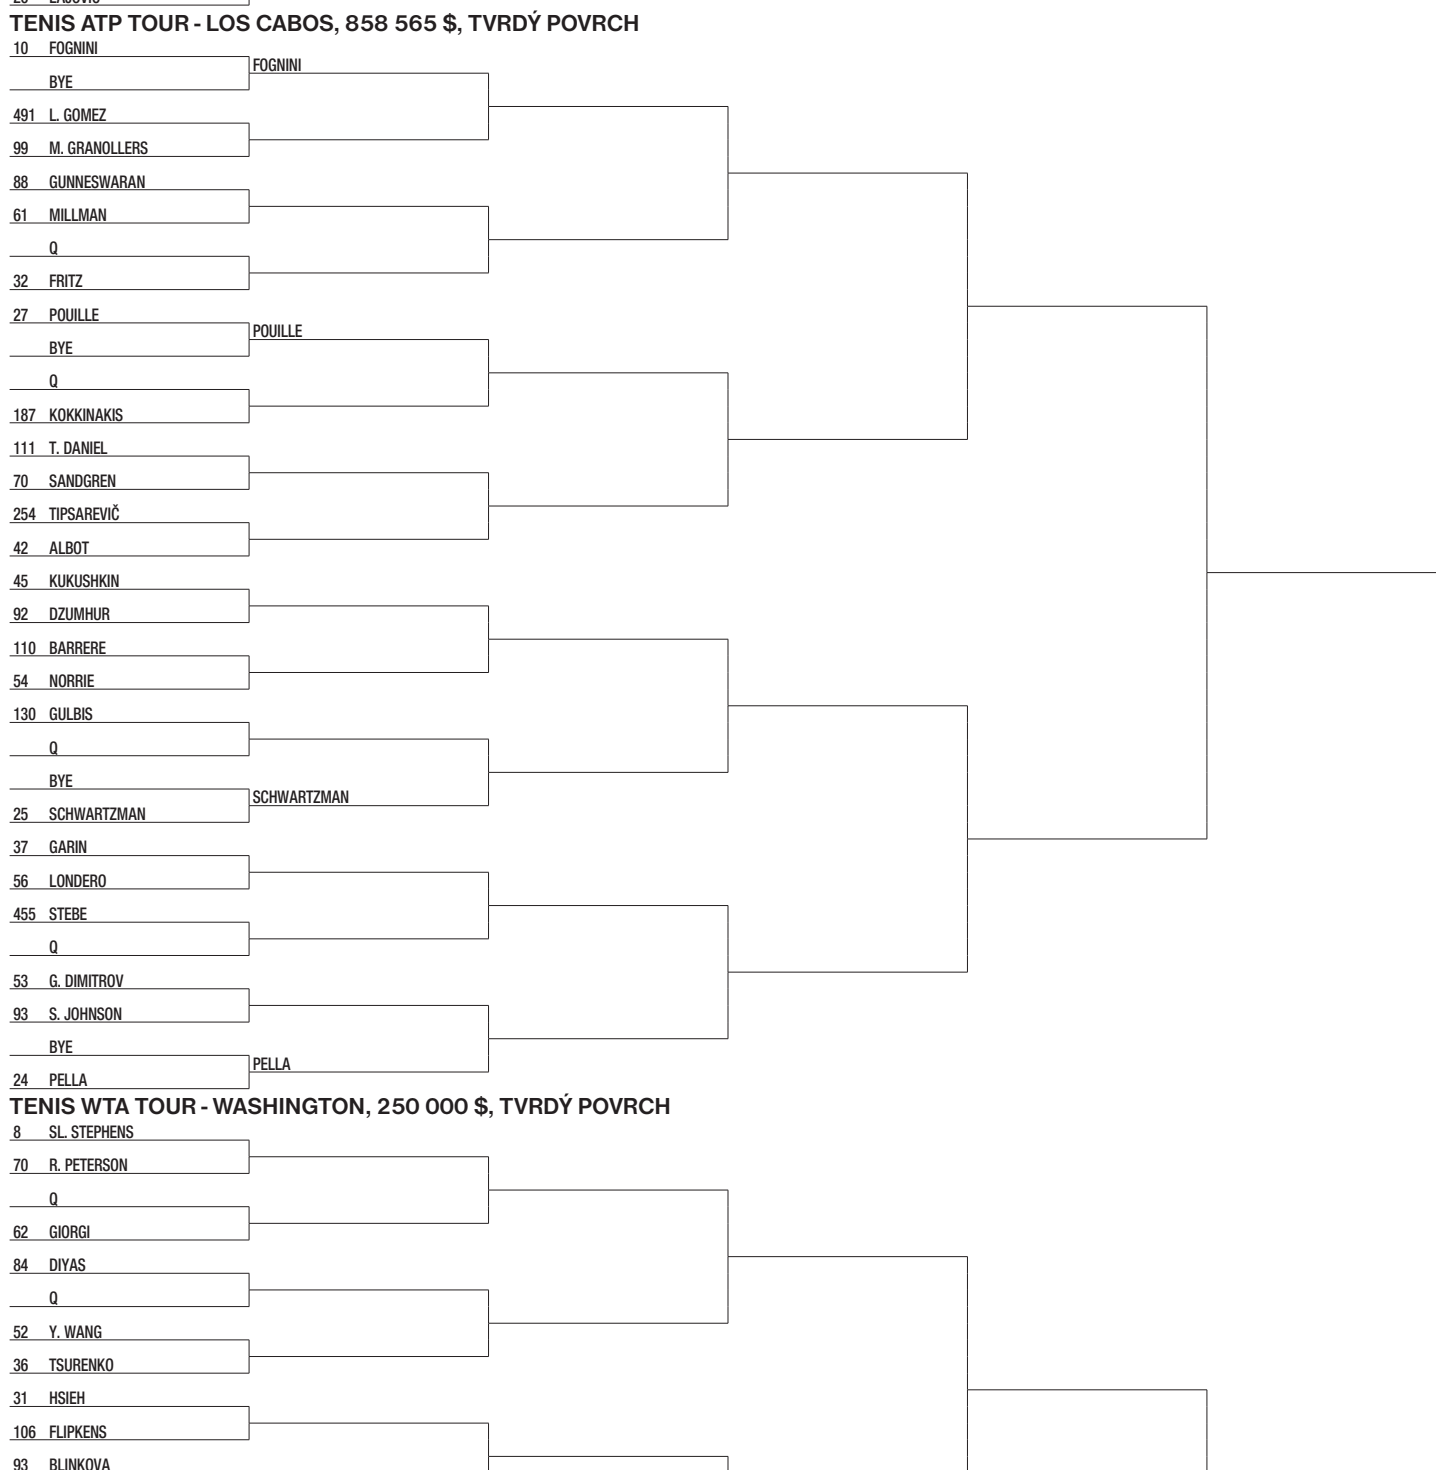 TENIS ATP TOUR - LOS CABOS, 858 565 $, TVRDÝ POVRCH
10 FOGNINI
FOGNINI
BYE
491 L. GOMEZ
99 M. GRANOLLERS
88 GUNNESWARAN
61 MILLMAN
Q
32 FRITZ
27 POUILLE
POUILLE
BYE
Q
187 KOKKINAKIS
111 T. DANIEL
70 SANDGREN
254 TIPSAREVIČ
42 ALBOT
45 KUKUSHKIN
92 DZUMHUR
110 BARRERE
54 NORRIE
130 GULBIS
Q
BYE
SCHWARTZMAN
25 SCHWARTZMAN
37 GARIN
56 LONDERO
455 STEBE
Q
53 G. DIMITROV
93 S. JOHNSON
BYE
PELLA
24 PELLA
TENIS WTA TOUR - WASHINGTON, 250 000 $, TVRDÝ POVRCH
8 SL. STEPHENS
70 R. PETERSON
Q
62 GIORGI
84 DIYAS
Q
52 Y. WANG
36 TSURENKO
31 HSIEH
106 FLIPKENS
93 BLINKOVA